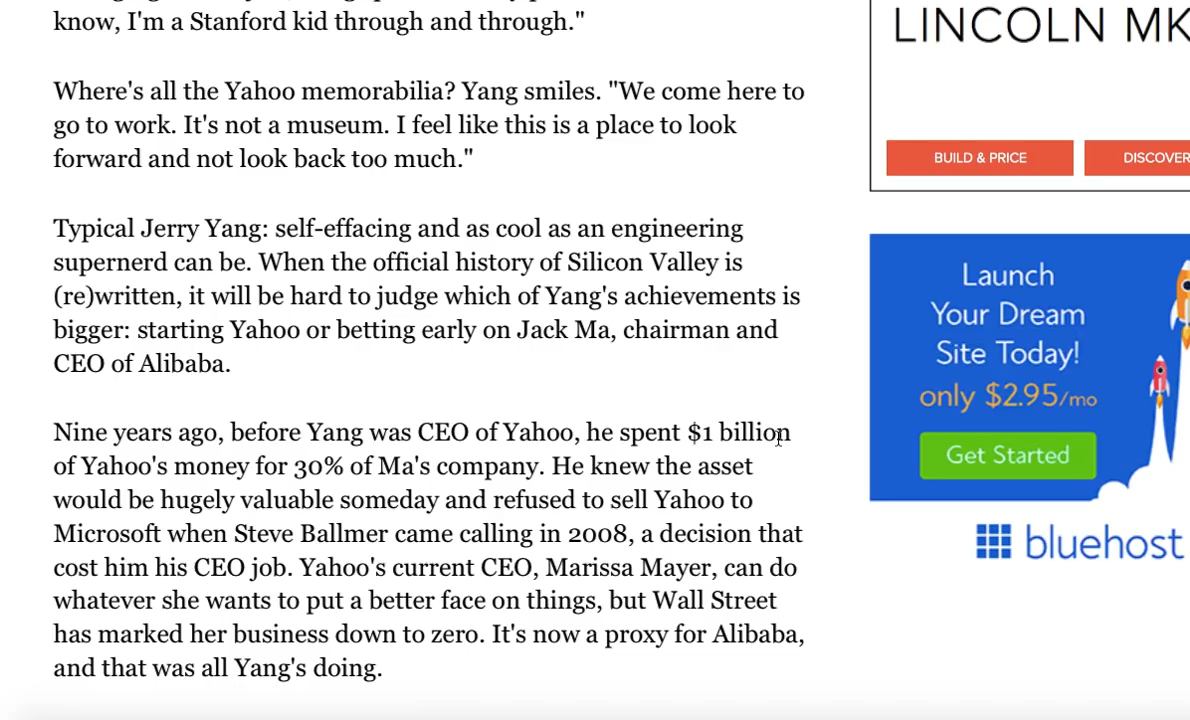 know, I'm a Stanford kid through and through."
Where's all the Yahoo memorabilia? Yang smiles. "We come here to
go to work. It's not a museum. I feel like this is a place to look
forward and not look back too much."
Typical Jerry Yang: self-effacing and as cool as an engineering
supernerd can be. When the official history of Silicon Valley is
(re)written, it will be hard to judge which of Yang's achievements is
bigger: starting Yahoo or betting early on Jack Ma, chairman and
CEO of Alibaba.
Nine years ago, before Yang was CEO of Yahoo, he spent $1 billion
of Yahoo's money for 30% of Ma's company. He knew the asset
would be hugely valuable someday and refused to sell Yahoo to
Microsoft when Steve Ballmer came calling in 2008, a decision that
cost him his CEO job. Yahoo's current CEO, Marissa Mayer, can do
whatever she wants to put a better face on things, but Wall Street
has marked her business down to zero. It's now a proxy for Alibaba,
and that was all Yang's doing.
LINCOLN MK
BUILD & PRICE
DISCOVER
Launch
Your Dream
Site Today!
only $2.95/mo
Get Started
bluehost